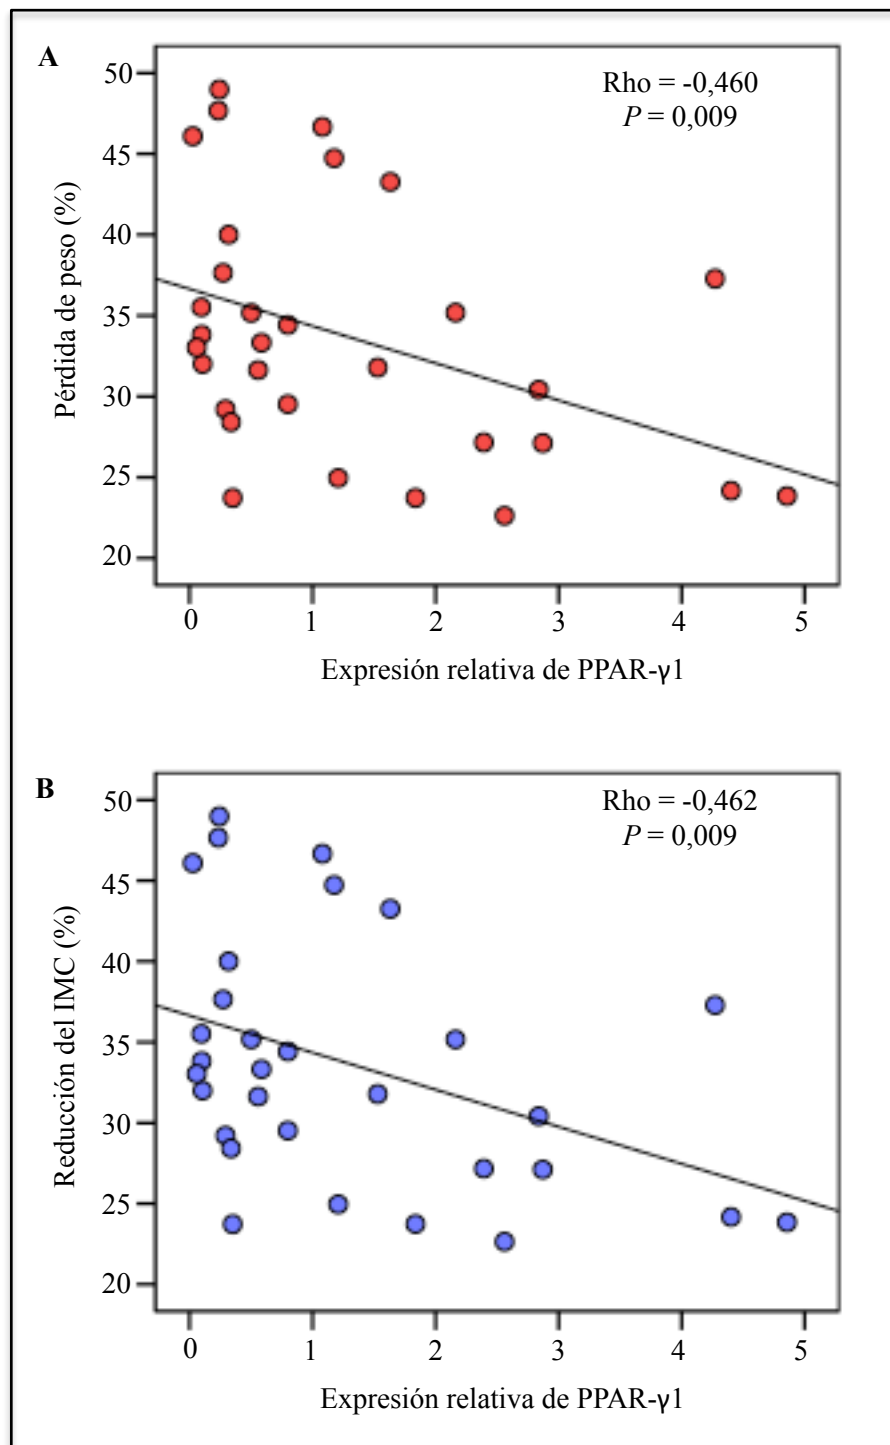 A
Rho = -0,460
P = 0,009
Pérdida de peso (%)
50
45
40
35
30
25
20
0 1 2 3 4 5
Expresión relativa de PPAR-γ1
B
Rho = -0,462
P = 0,009
Reducción del IMC (%)
50
45
40
35
30
25
20
0 1 2 3 4 5
Expresión relativa de PPAR-γ1